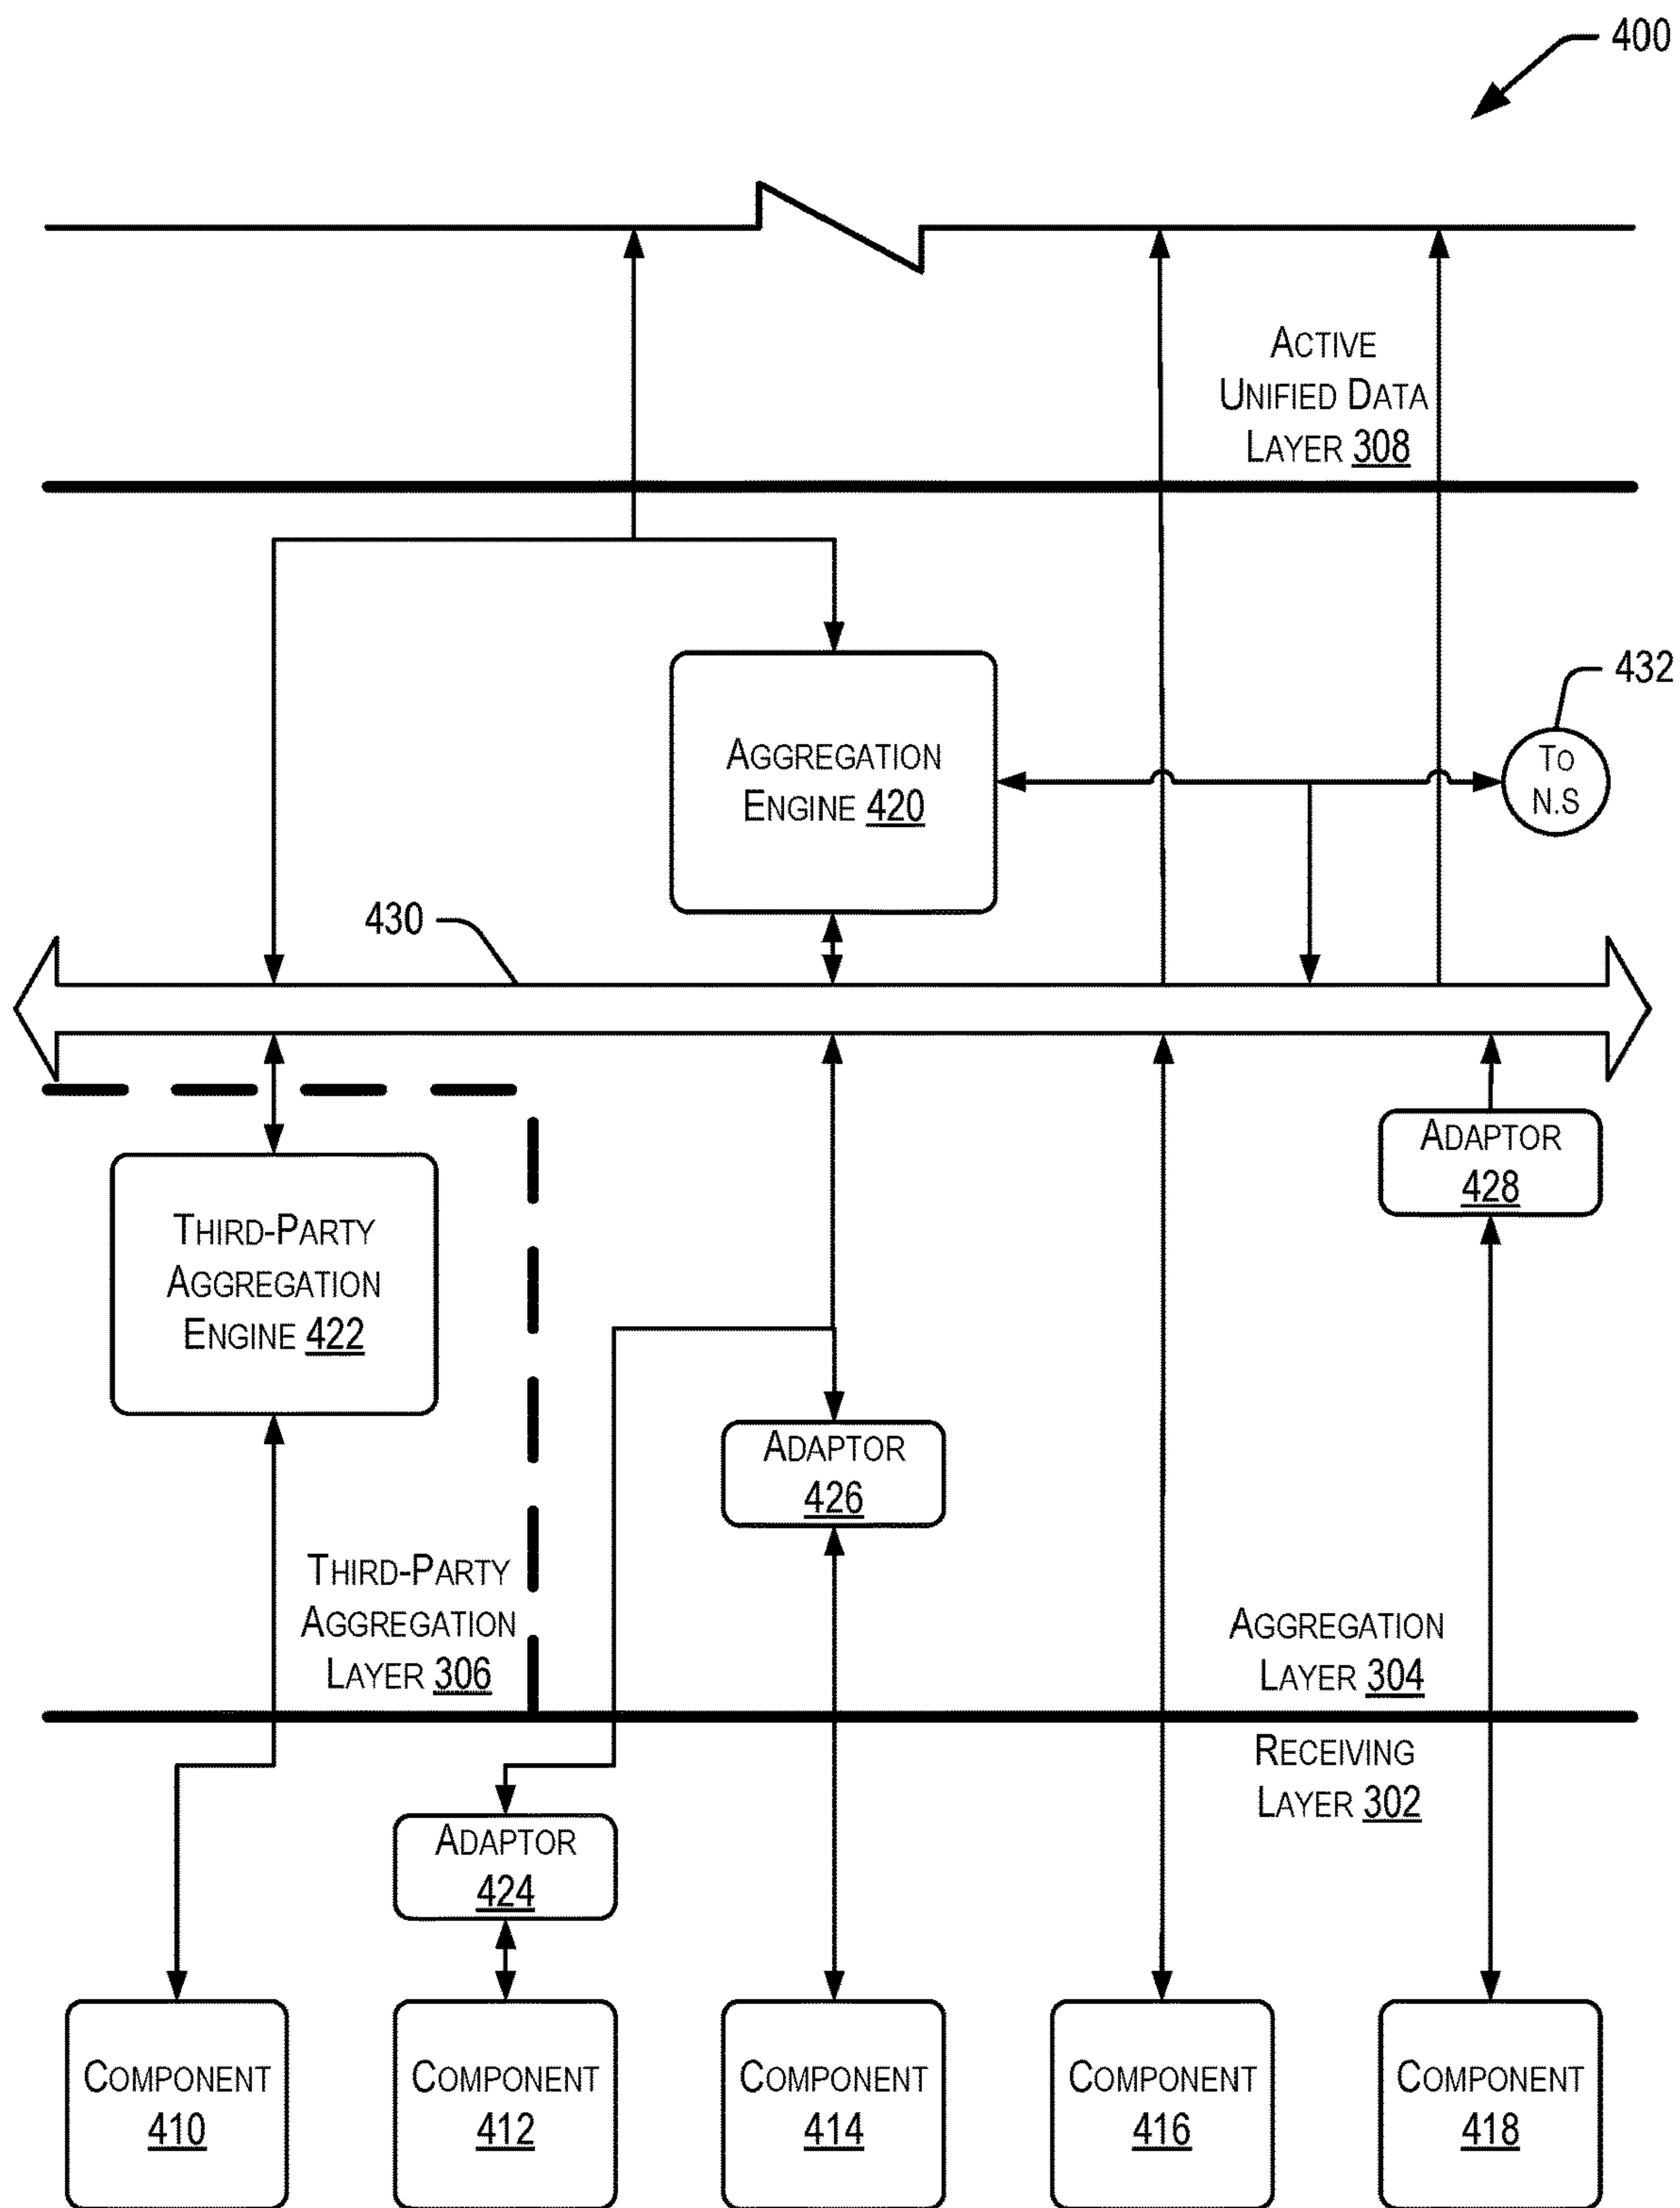 400
ACTIVE
UNIFIED DATA
LAYER 308
432
AGGREGATION
ENGINE 420
TO
N.S
430
ADAPTOR
428
THIRD-PARTY
AGGREGATION
ENGINE 422
ADAPTOR
426
THIRD-PARTY
AGGREGATION
LAYER 306
AGGREGATION
LAYER 304
RECEIVING
LAYER 302
ADAPTOR
424
COMPONENT
410
COMPONENT
412
COMPONENT
414
COMPONENT
416
COMPONENT
418